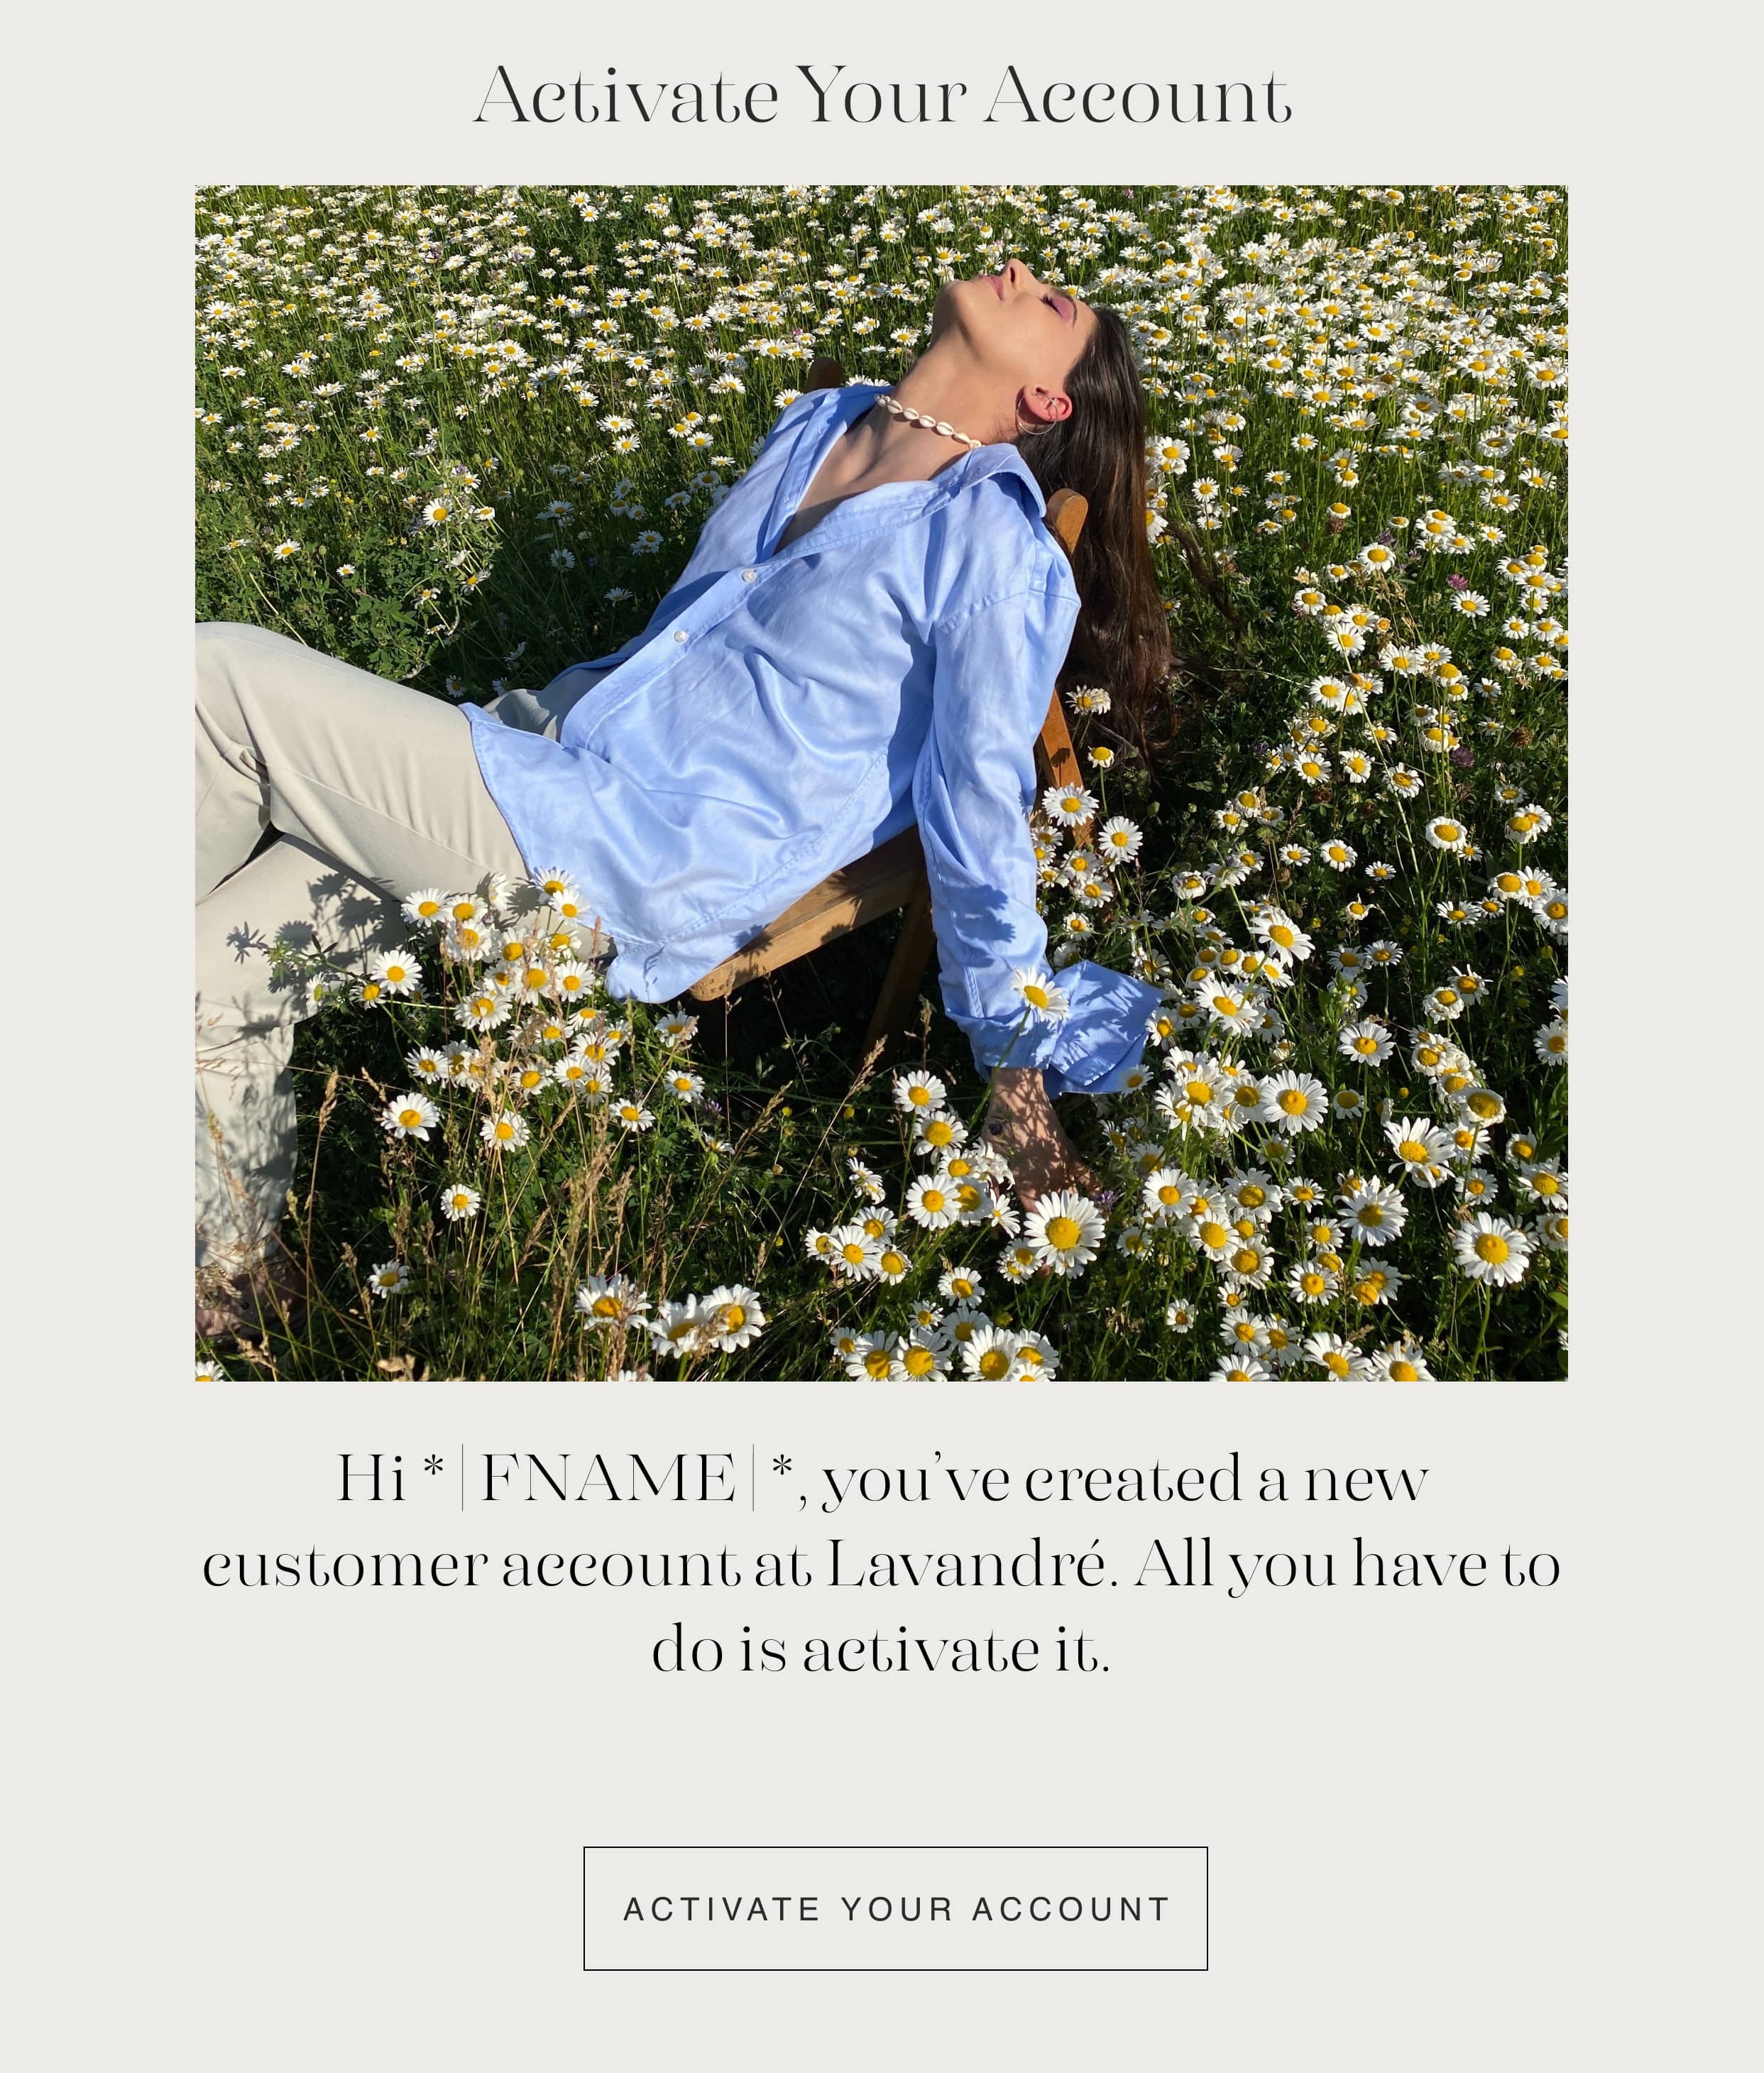 Activate Your Account
Hi *|FNAME|*, you’ve created a new
customer account at Lavandré. All you have to
do is activate it.
ACTIVATE YOUR ACCOUNT